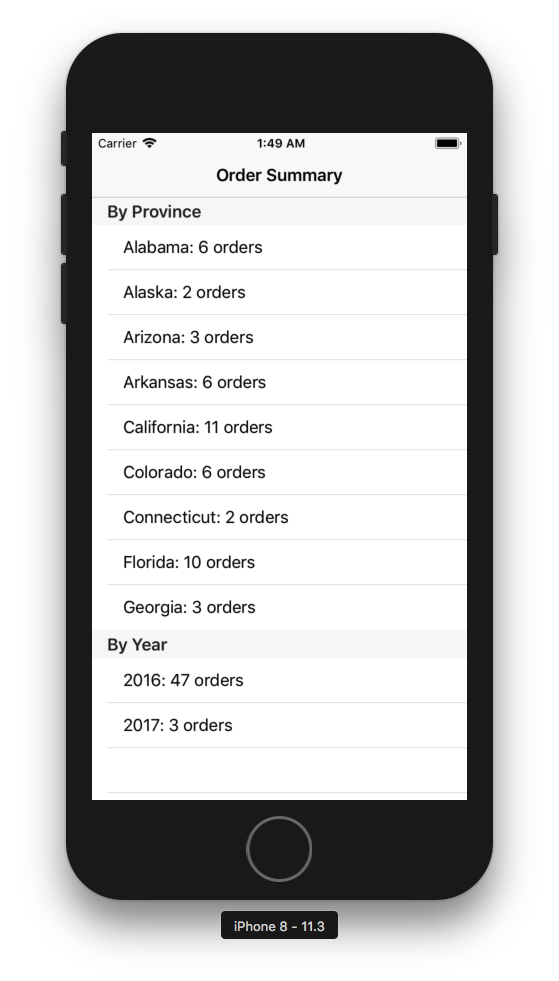 Carrier 1:49 AM
Order Summary
By Province
Alabama: 6 orders
Alaska: 2 orders
Arizona: 3 orders
Arkansas: 6 orders
California: 11 orders
Colorado: 6 orders
Connecticut: 2 orders
Florida: 10 orders
Georgia: 3 orders
By Year
2016: 47 orders
2017: 3 orders
iPhone 8 - 11.3